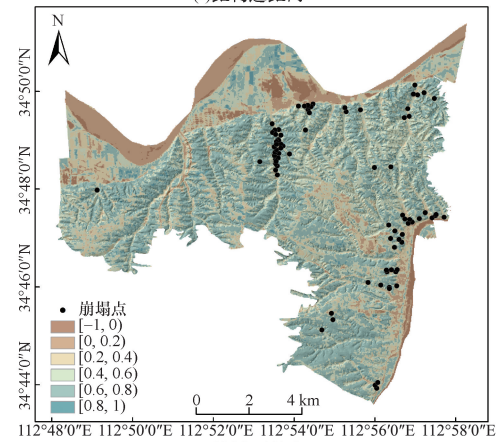 N
34°50′0″N
34°48′0″N
34°46′0″N
34°44′0″N
崩塌点
[−1, 0)
[0, 0.2)
[0.2, 0.4)
[0.4, 0.6)
[0.6, 0.8)
[0.8, 1)
0 2 4 km
112°48′0″E 112°50′0″E 112°52′0″E 112°54′0″E 112°56′0″E 112°58′0″E